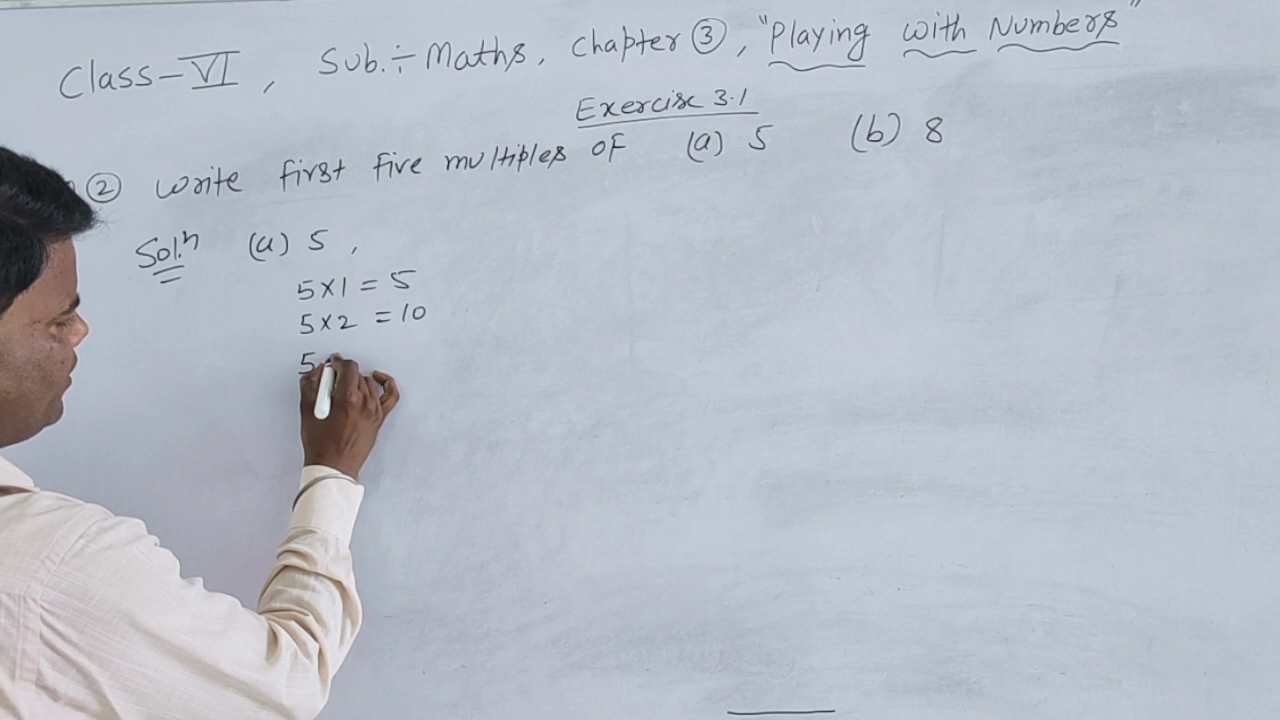 Class-VI, Sub.:- Maths, Chapter ③, "Playing with Numbers"
Exercise 3.1
② Write first five multiples of (a) 5 (b) 8
Sol.n (a) 5,
5×1 = 5
5×2 = 10
5